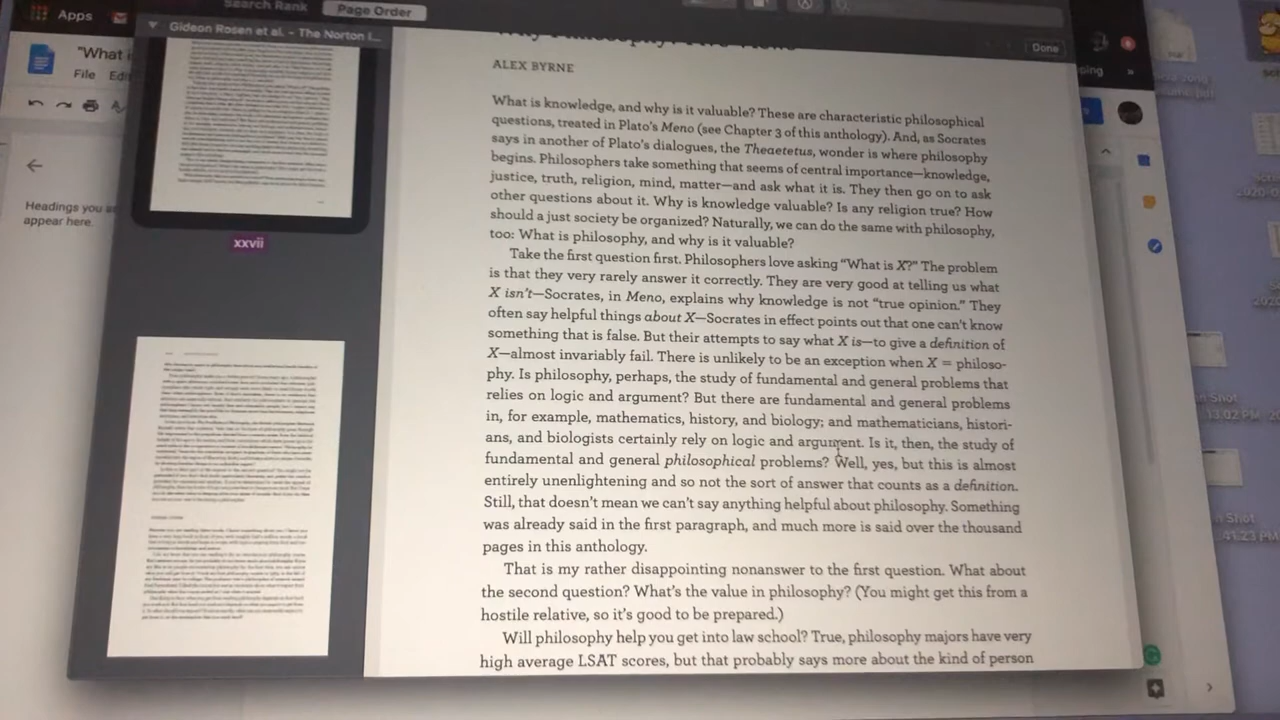 Search Rank
Page Order
Apps
Gideon Rosen et al. - The Norton I...
Done
"What i
File
Edi
ALEX BYRNE
What is knowledge, and why is it valuable? These are characteristic philosophical
questions, treated in Plato's Meno (see Chapter 3 of this anthology). And, as Socrates
says in another of Plato's dialogues, the Theaetetus, wonder is where philosophy
begins. Philosophers take something that seems of central importance—knowledge,
justice, truth, religion, mind, matter—and ask what it is. They then go on to ask
other questions about it. Why is knowledge valuable? Is any religion true? How
should a just society be organized? Naturally, we can do the same with philosophy,
too: What is philosophy, and why is it valuable?
Take the first question first. Philosophers love asking "What is X?" The problem
is that they very rarely answer it correctly. They are very good at telling us what
X isn't—Socrates, in Meno, explains why knowledge is not "true opinion." They
often say helpful things about X—Socrates in effect points out that one can't know
something that is false. But their attempts to say what X is—to give a definition of
X—almost invariably fail. There is unlikely to be an exception when X = philoso-
phy. Is philosophy, perhaps, the study of fundamental and general problems that
relies on logic and argument? But there are fundamental and general problems
in, for example, mathematics, history, and biology; and mathematicians, histori-
ans, and biologists certainly rely on logic and argument. Is it, then, the study of
fundamental and general philosophical problems? Well, yes, but this is almost
entirely unenlightening and so not the sort of answer that counts as a definition.
Still, that doesn't mean we can't say anything helpful about philosophy. Something
was already said in the first paragraph, and much more is said over the thousand
pages in this anthology.
That is my rather disappointing nonanswer to the first question. What about
the second question? What's the value in philosophy? (You might get this from a
hostile relative, so it's good to be prepared.)
Will philosophy help you get into law school? True, philosophy majors have very
high average LSAT scores, but that probably says more about the kind of person
Headings you a
appear here.
xxvii
n Shot
13.02 PM
n Shot
41.23 PM